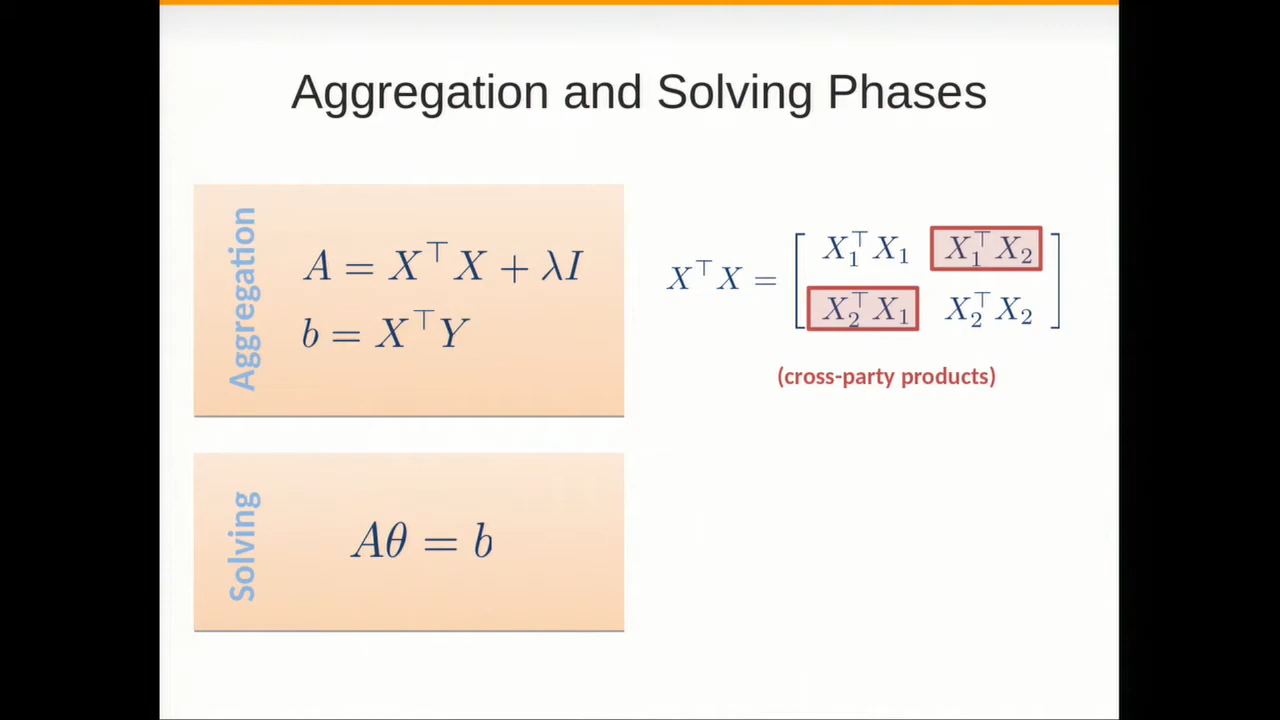 Aggregation and Solving Phases
Aggregation
A = X⊤X + λI
b = X⊤Y
X⊤X = [ X₁⊤X₁ X₁⊤X₂
X₂⊤X₁ X₂⊤X₂ ]
(cross-party products)
Solving
Aθ = b